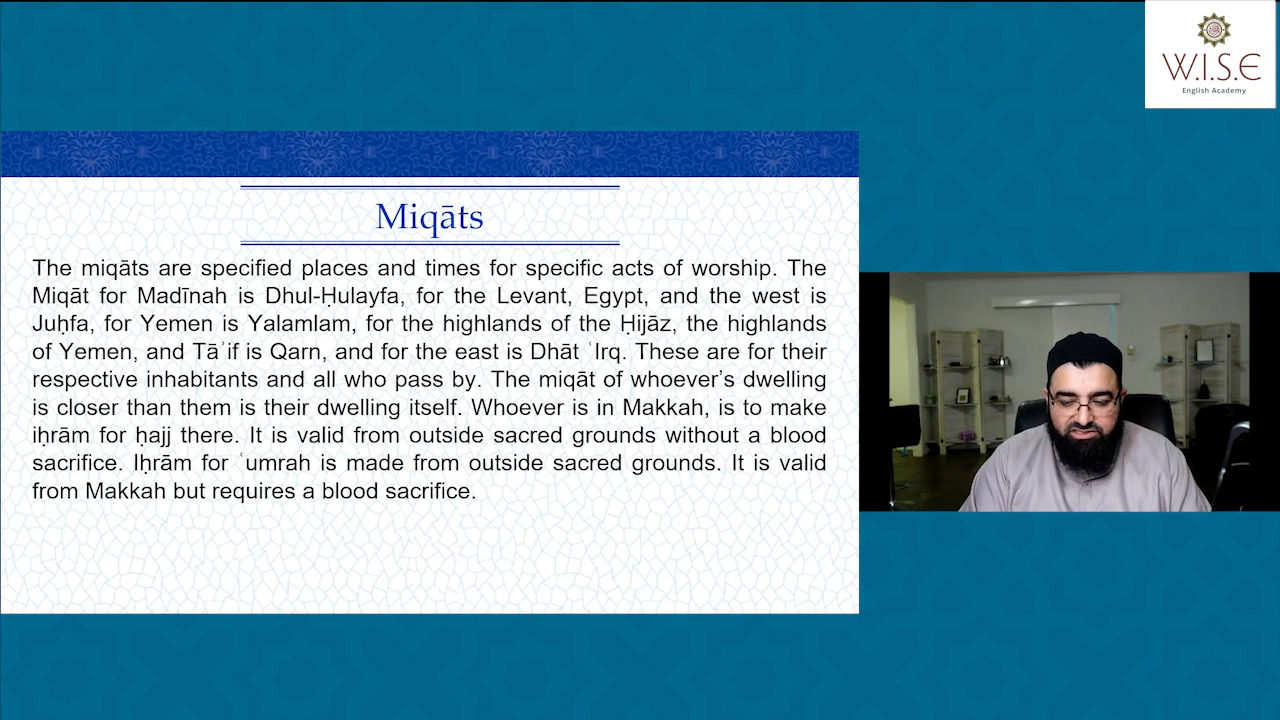 W.I.S.E
English Academy
Miqāts
The miqāts are specified places and times for specific acts of worship. The
Miqāt for Madīnah is Dhul-Ḥulayfa, for the Levant, Egypt, and the west is
Juḥfa, for Yemen is Yalamlam, for the highlands of the Ḥijāz, the highlands
of Yemen, and Tāʾif is Qarn, and for the east is Dhāt ʿIrq. These are for their
respective inhabitants and all who pass by. The miqāt of whoever’s dwelling
is closer than them is their dwelling itself. Whoever is in Makkah, is to make
iḥrām for ḥajj there. It is valid from outside sacred grounds without a blood
sacrifice. Iḥrām for ʿumrah is made from outside sacred grounds. It is valid
from Makkah but requires a blood sacrifice.